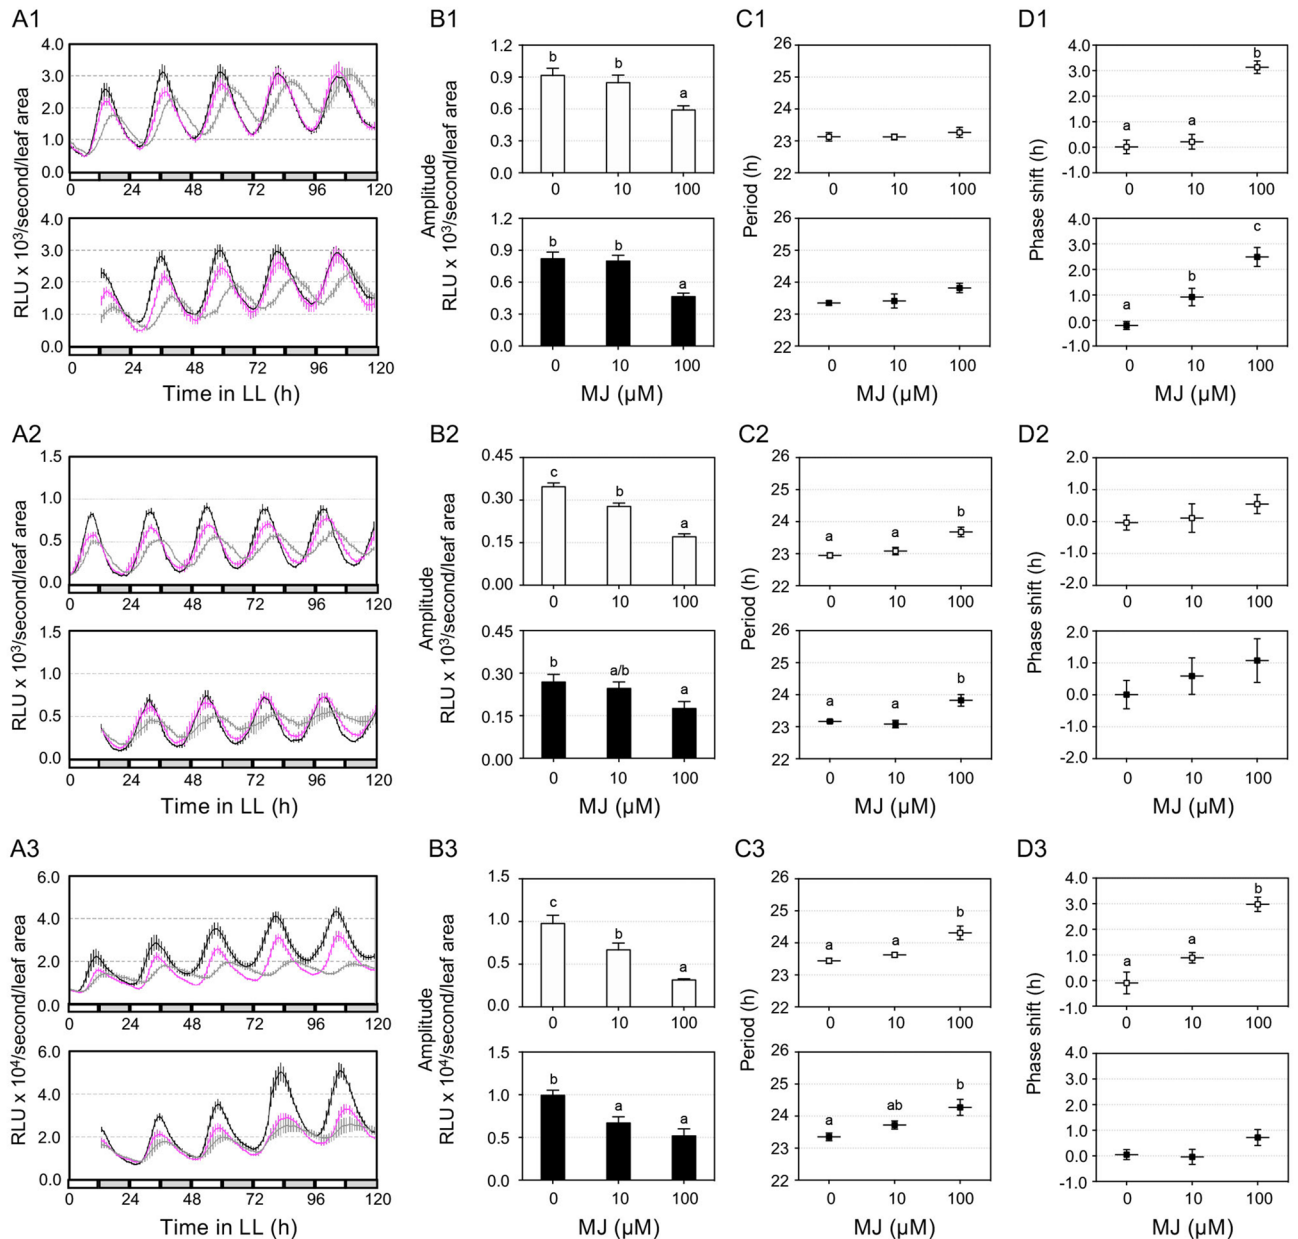 A1
B1
C1
D1
4.0
3.0
2.0
1.0
0.0
0 24 48 72 96 120
4.0
3.0
2.0
1.0
0.0
0 24 48 72 96 120
RLU x 10³/second/leaf area
Time in LL (h)
1.2
0.9
0.6
0.3
0.0
b b a
0 10 100
1.2
0.9
0.6
0.3
0.0
b b a
0 10 100
Amplitude
RLU x 10³/second/leaf area
MJ (µM)
26
25
24
23
22
0 10 100
26
25
24
23
22
0 10 100
Period (h)
MJ (µM)
4.0
3.0
2.0
1.0
0.0
-1.0
a a b
0 10 100
4.0
3.0
2.0
1.0
0.0
-1.0
a b c
0 10 100
Phase shift (h)
MJ (µM)
A2
B2
C2
D2
1.5
1.0
0.5
0.0
0 24 48 72 96 120
1.5
1.0
0.5
0.0
0 24 48 72 96 120
RLU x 10³/second/leaf area
Time in LL (h)
0.45
0.30
0.15
0.00
c b a
0 10 100
0.45
0.30
0.15
0.00
b a/b a
0 10 100
Amplitude
RLU x 10³/second/leaf area
MJ (µM)
26
25
24
23
22
a a b
0 10 100
26
25
24
23
22
a a b
0 10 100
Period (h)
MJ (µM)
2.0
1.0
0.0
-1.0
-2.0
0 10 100
2.0
1.0
0.0
-1.0
-2.0
0 10 100
Phase shift (h)
MJ (µM)
A3
B3
C3
D3
6.0
4.0
2.0
0.0
0 24 48 72 96 120
6.0
4.0
2.0
0.0
0 24 48 72 96 120
RLU x 10⁴/second/leaf area
Time in LL (h)
1.5
1.0
0.5
0.0
c b a
0 10 100
1.5
1.0
0.5
0.0
b a a
0 10 100
Amplitude
RLU x 10⁴/second/leaf area
MJ (µM)
26
25
24
23
22
a a b
0 10 100
26
25
24
23
22
a ab b
0 10 100
Period (h)
MJ (µM)
4.0
3.0
2.0
1.0
0.0
-1.0
a a b
0 10 100
4.0
3.0
2.0
1.0
0.0
-1.0
0 10 100
Phase shift (h)
MJ (µM)